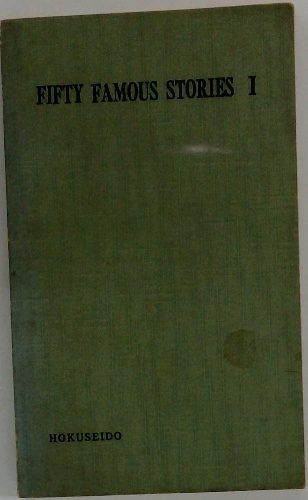 FIFTY FAMOUS STORIES I
HOKUSEIDO